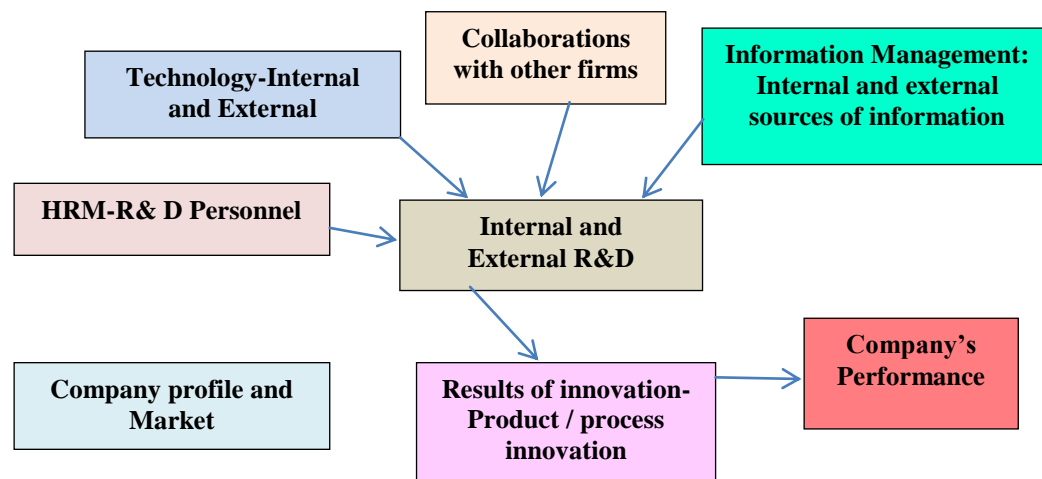 Technology-Internal
and External
Collaborations
with other firms
Information Management:
Internal and external
sources of information
HRM-R& D Personnel
Internal and
External R&D
Company profile and
Market
Results of innovation-
Product / process
innovation
Company’s
Performance